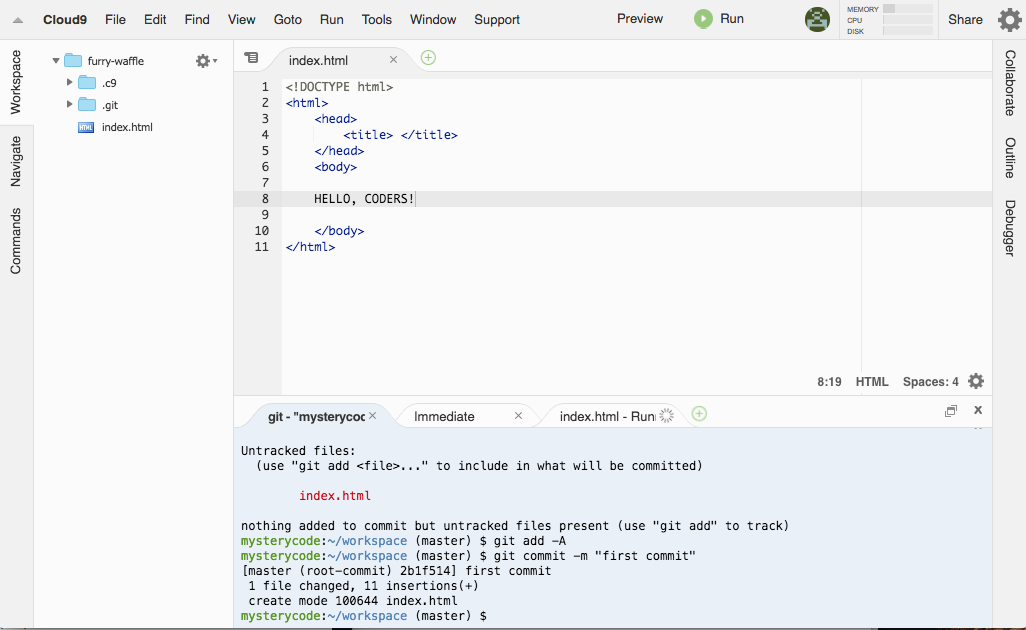 Cloud9 File Edit Find View Goto Run Tools Window Support Preview Run MEMORY CPU DISK Share
Workspace
Navigate
Commands
furry-waffle
.c9
.git
HTML index.html
index.html
1 <!DOCTYPE html>
2 <html>
3 <head>
4 <title> </title>
5 </head>
6 <body>
7
8 HELLO, CODERS!
9
10 </body>
11 </html>
8:19 HTML Spaces: 4
Collaborate
Outline
Debugger
git - "mysterycoc Immediate index.html - Run
Untracked files:
(use "git add <file>..." to include in what will be committed)
index.html
nothing added to commit but untracked files present (use "git add" to track)
mysterycode:~/workspace (master) $ git add -A
mysterycode:~/workspace (master) $ git commit -m "first commit"
[master (root-commit) 2b1f514] first commit
1 file changed, 11 insertions(+)
create mode 100644 index.html
mysterycode:~/workspace (master) $